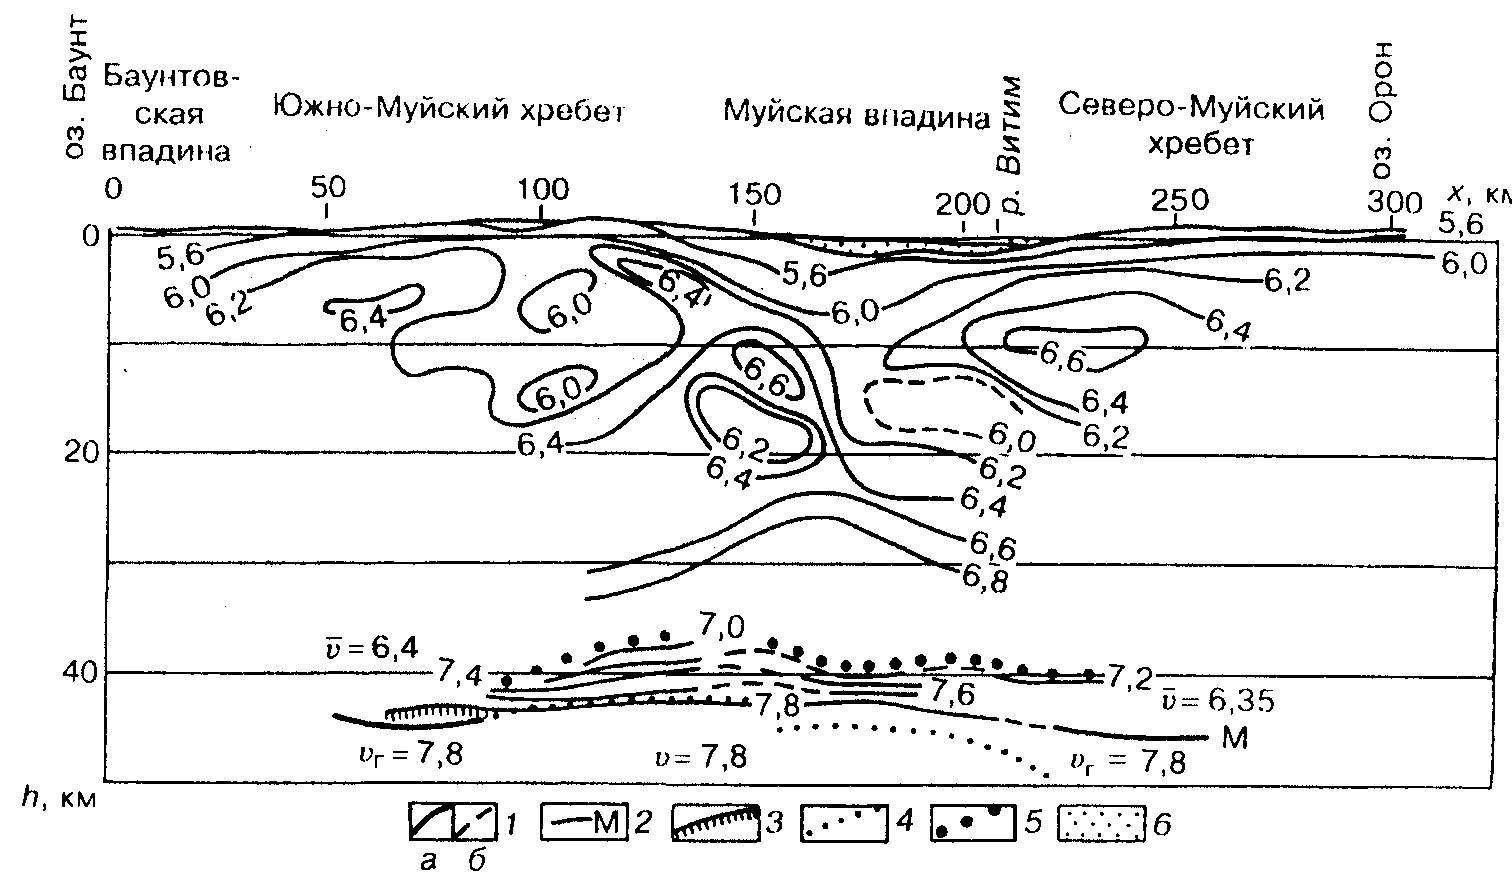 оз. Баунт
Баунтов-
ская
впадина
Южно-Муйский хребет
Муйская впадина
р. Витим
Северо-Муйский
хребет
оз. Орон
0 50 100 150 200 250 300 x, км
0
20
40
h, км
5,6
6,0
5,6
6,0
6,2
6,4
6,0
6,4
5,6
6,0
6,2
6,4
6,6
6,6
6,0
6,4
6,2
6,4
6,4
6,2
6,0
6,2
6,4
6,6
6,8
7,0
v̅ = 6,4
7,4
7,2
7,6
v̅ = 6,35
7,8
М
vг = 7,8
v = 7,8
vг = 7,8
1 М 2 3 4 5 6
а б